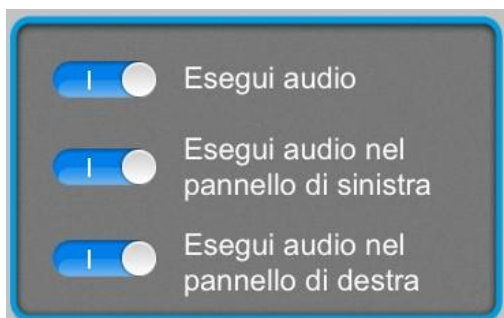 Esegui audio
Esegui audio nel
pannello di sinistra
Esegui audio nel
pannello di destra